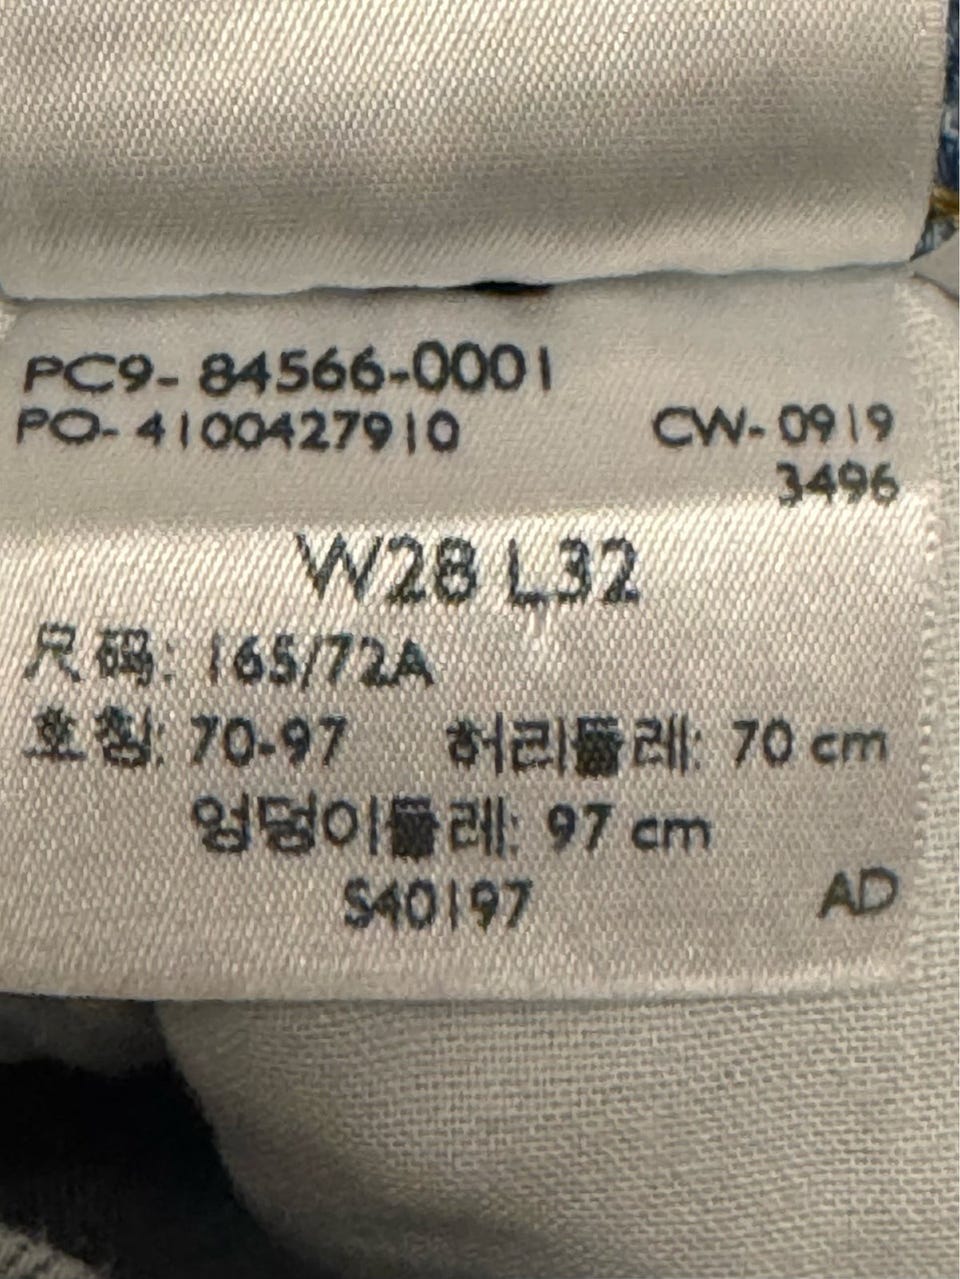 PC9- 84566-0001
PO- 4100427910 CW- 0919
3496
W28 L32
尺码: 165/72A
호칭: 70-97 허리둘레: 70 cm
엉덩이둘레: 97 cm
S40197 AD